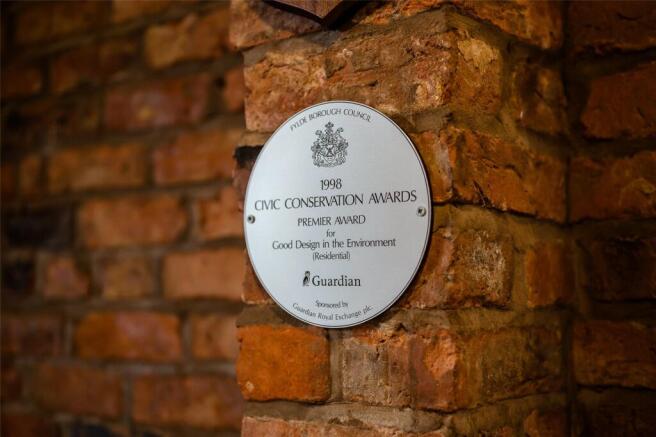 FYLDE BOROUGH COUNCIL
1998
CIVIC CONSERVATION AWARDS
PREMIER AWARD
for
Good Design in the Environment
(Residential)
Guardian
Sponsored by
Guardian Royal Exchange plc.